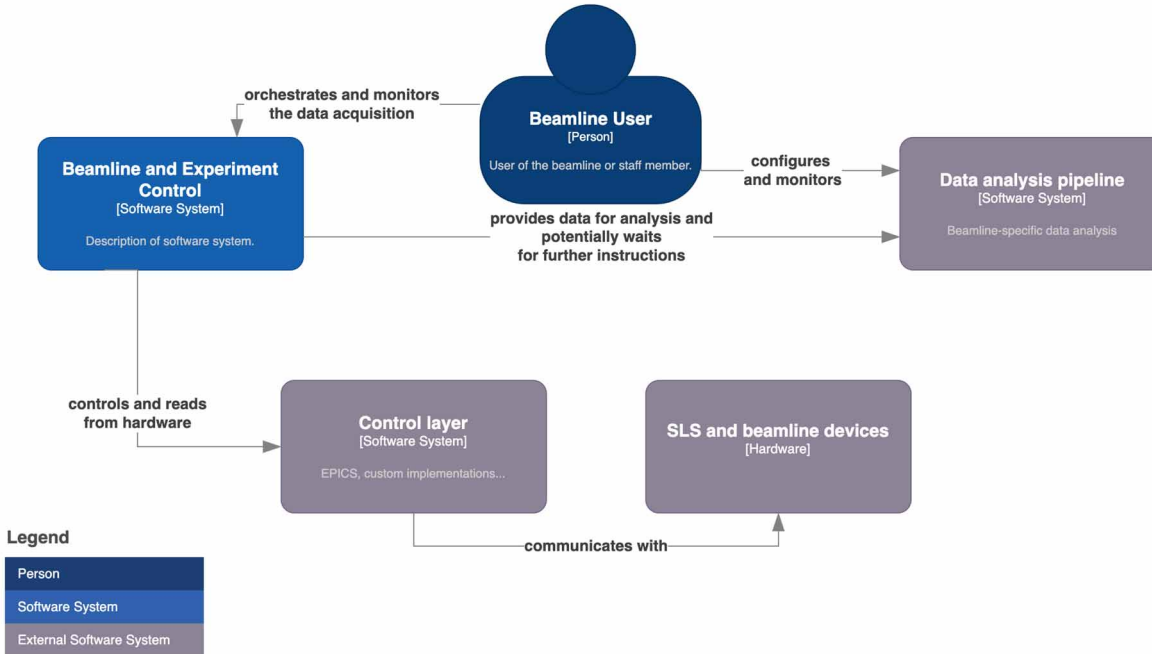 orchestrates and monitors
the data acquisition
Beamline User
[Person]
User of the beamline or staff member.
Beamline and Experiment
Control
[Software System]
Description of software system.
configures
and monitors
Data analysis pipeline
[Software System]
Beamline-specific data analysis
provides data for analysis and
potentially waits
for further instructions
controls and reads
from hardware
Control layer
[Software System]
EPICS, custom implementations...
SLS and beamline devices
[Hardware]
communicates with
Legend
Person
Software System
External Software System